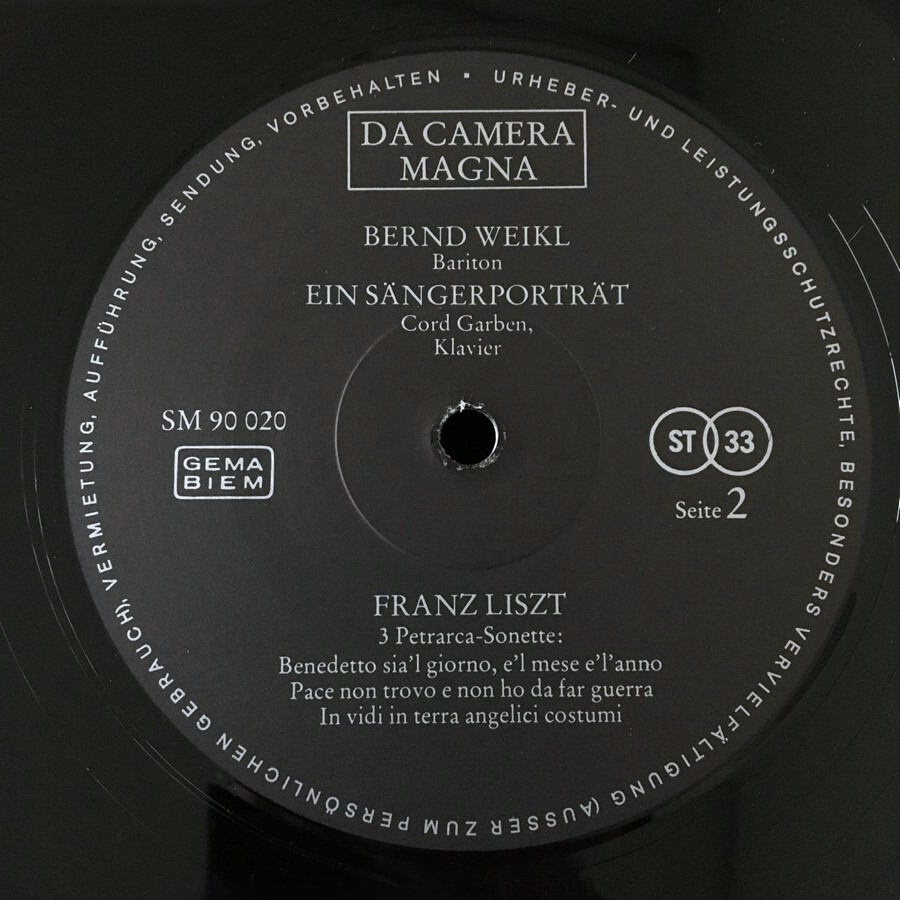 URHEBER- UND LEISTUNGSSCHUTZRECHTE, BESONDERS VERVIELFÄLTIGUNG (AUSSER ZUM PERSÖNLICHEN GEBRAUCH), VERMIETUNG, AUFFÜHRUNG, SENDUNG, VORBEHALTEN ·
DA CAMERA
MAGNA
BERND WEIKL
Bariton
EIN SÄNGERPORTRÄT
Cord Garben,
Klavier
SM 90 020
GEMA
BIEM
ST 33
Seite 2
FRANZ LISZT
3 Petrarca-Sonette:
Benedetto sia'l giorno, e'l mese e'l'anno
Pace non trovo e non ho da far guerra
In vidi in terra angelici costumi